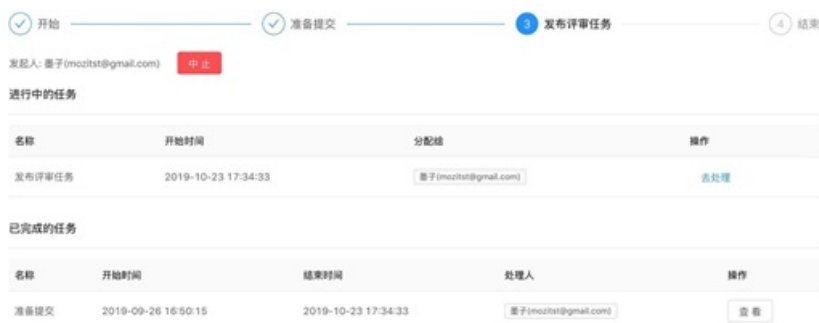 开始 准备提交 3 发布评审任务 4 结束
发起人: 墨子(mozitst@gmail.com) 中止
进行中的任务
名称 开始时间 分配给 操作
发布评审任务 2019-10-23 17:34:33 墨子(mozitst@gmail.com) 去处理
已完成的任务
名称 开始时间 结束时间 处理人 操作
准备提交 2019-09-26 16:50:15 2019-10-23 17:34:33 墨子(mozitst@gmail.com) 查看